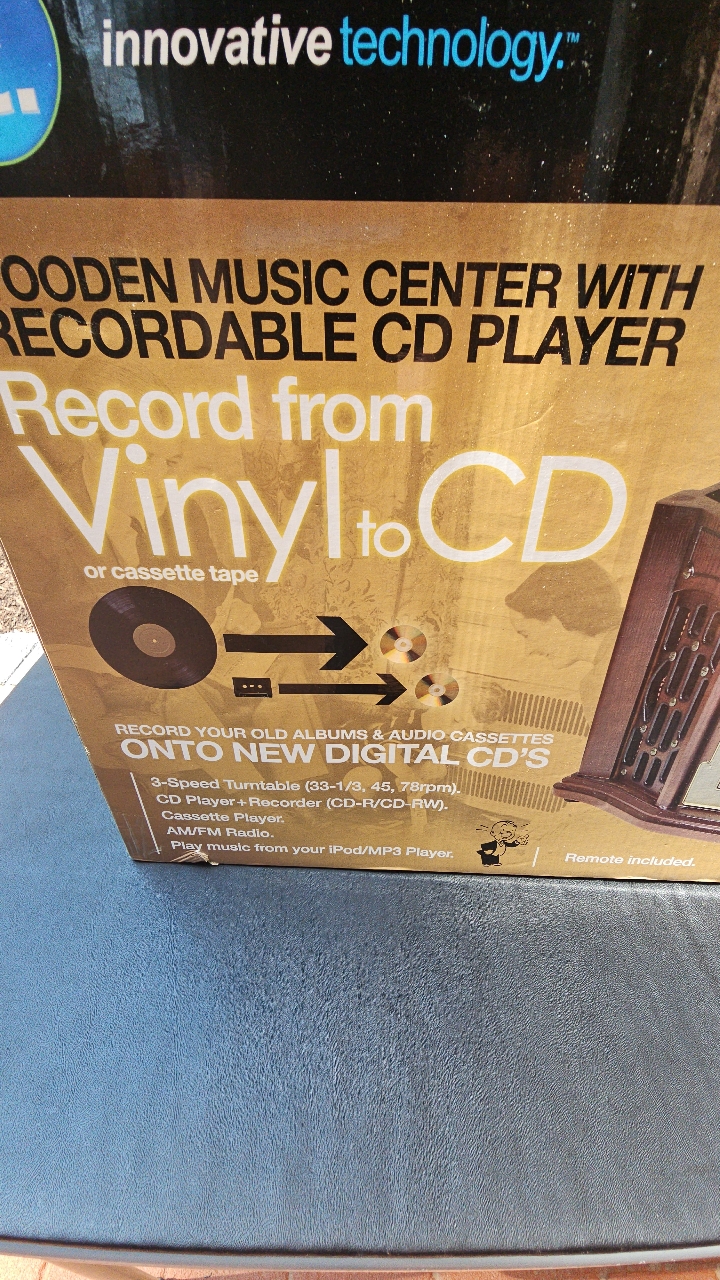 innovative technology.™
OODEN MUSIC CENTER WITH
RECORDABLE CD PLAYER
Record from
Vinyl to CD
or cassette tape
RECORD YOUR OLD ALBUMS & AUDIO CASSETTES
ONTO NEW DIGITAL CD'S
3-Speed Turntable (33-1/3, 45, 78rpm).
CD Player+Recorder (CD-R/CD-RW).
Cassette Player.
AM/FM Radio.
Play music from your iPod/MP3 Player.
Remote included.